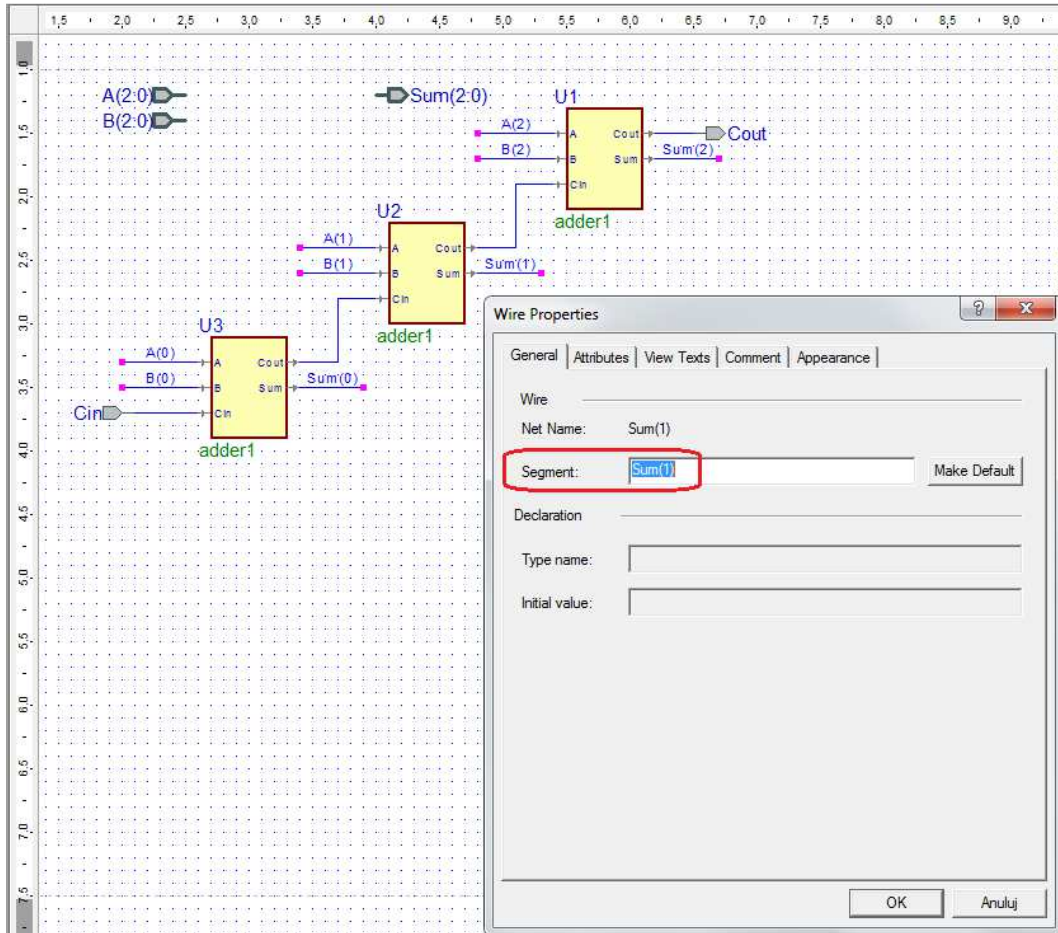 1,5 2,0 2,5 3,0 3,5 4,0 4,5 5,0 5,5 6,0 6,5 7,0 7,5 8,0 8,5 9,0
1,0
1,5
2,0
2,5
3,0
3,5
4,0
4,5
5,0
5,5
6,0
6,5
7,0
7,5
A(2:0)
B(2:0)
Sum(2:0)
U1
A(2)
B(2)
A
B
Cin
Cout
Sum
Cout
Sum(2)
adder1
U2
A(1)
B(1)
A
B
Cin
Cout
Sum
Sum(1)
adder1
U3
A(0)
B(0)
Cin
A
B
Cin
Cout
Sum
Sum(0)
adder1
Wire Properties
?
X
General Attributes View Texts Comment Appearance
Wire
Net Name: Sum(1)
Segment: Sum(1) Make Default
Declaration
Type name:
Initial value:
OK Anuluj